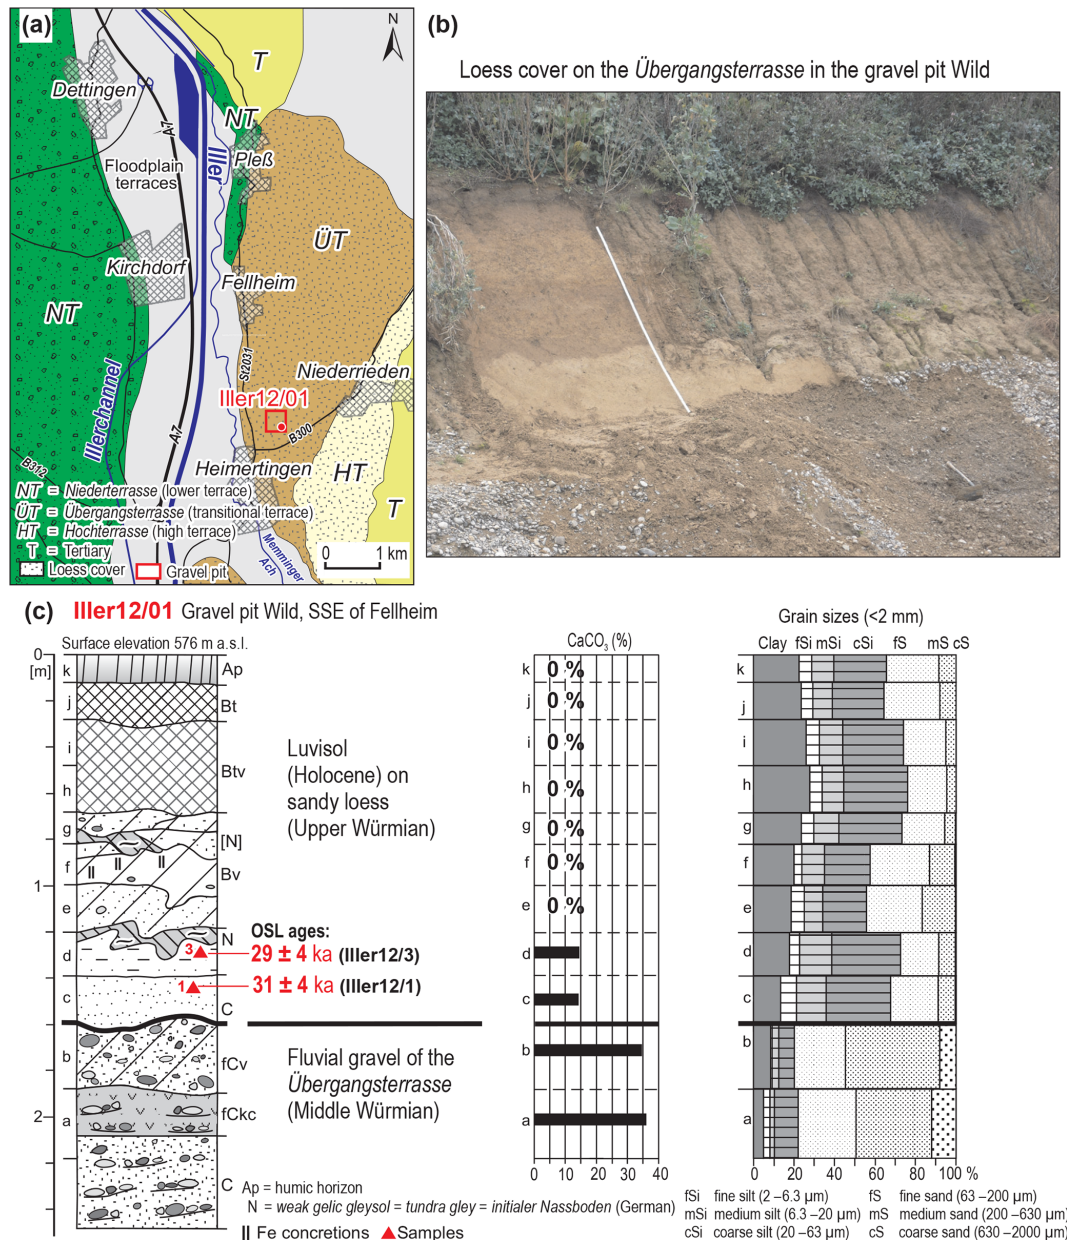 (a)
N
T
Dettingen
A7
NT
Iller
Pleß
Floodplain
terraces
ÜT
Kirchdorf
Fellheim
NT
St2031
Niederrieden
Iller12/01
Illerchannel
A7
B300
B312
Heimertingen
HT
T
NT = Niederterrasse (lower terrace)
ÜT = Übergangsterrasse (transitional terrace)
HT = Hochterrasse (high terrace)
T = Tertiary
Loess cover
Gravel pit
Memminger
Ach
0 1 km
(b)
Loess cover on the Übergangsterrasse in the gravel pit Wild
(c) Iller12/01 Gravel pit Wild, SSE of Fellheim
Surface elevation 576 m a.s.l.
0
[m]
1
2
k Ap
j Bt
i
Btv
h
g
[N]
f
Bv
e
N
d 3
c 1
C
b
fCv
a
fCkc
C
Luvisol
(Holocene) on
sandy loess
(Upper Würmian)
OSL ages:
29 ± 4 ka (Iller12/3)
31 ± 4 ka (Iller12/1)
Fluvial gravel of the
Übergangsterrasse
(Middle Würmian)
CaCO3 (%)
k 0 %
j 0 %
i 0 %
h 0 %
g 0 %
f 0 %
e 0 %
d
c
b
a
0 10 20 30 40
Grain sizes (<2 mm)
Clay fSi mSi cSi fS mS cS
k
j
i
h
g
f
e
d
c
b
a
0 20 40 60 80 100 %
Ap = humic horizon
N = weak gelic gleysol = tundra gley = initialer Nassboden (German)
Fe concretions
Samples
fSi fine silt (2 –6.3 µm)
mSi medium silt (6.3 –20 µm)
cSi coarse silt (20 –63 µm)
fS fine sand (63 –200 µm)
mS medium sand (200 –630 µm)
cS coarse sand (630 –2000 µm)